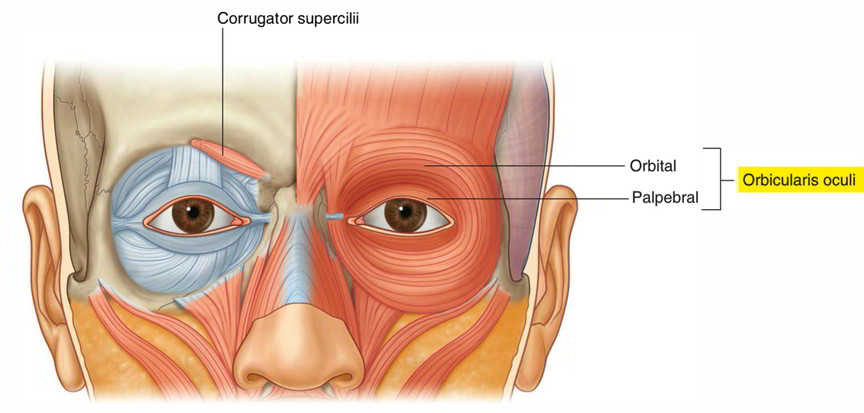 Corrugator supercilii
Orbital
Palpebral
Orbicularis oculi